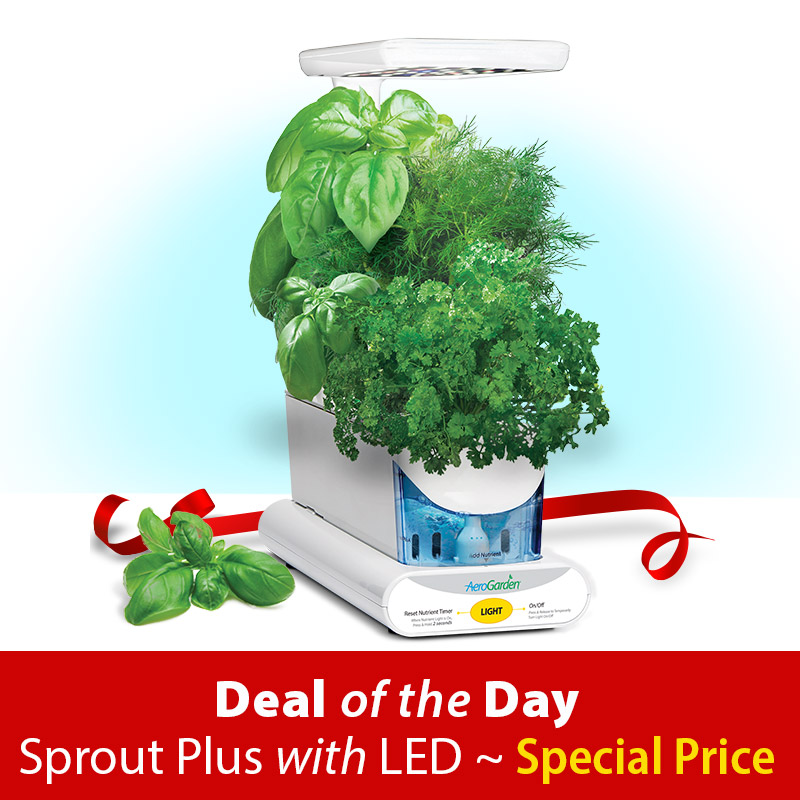 Add Nutrient
AeroGarden
Reset Nutrient Timer
When Nutrient Light is On,
Press & Hold 2 seconds
LIGHT
On/Off
Press & Release to Temporarily
Turn Light On/Off
Deal of the Day
Sprout Plus with LED ~ Special Price